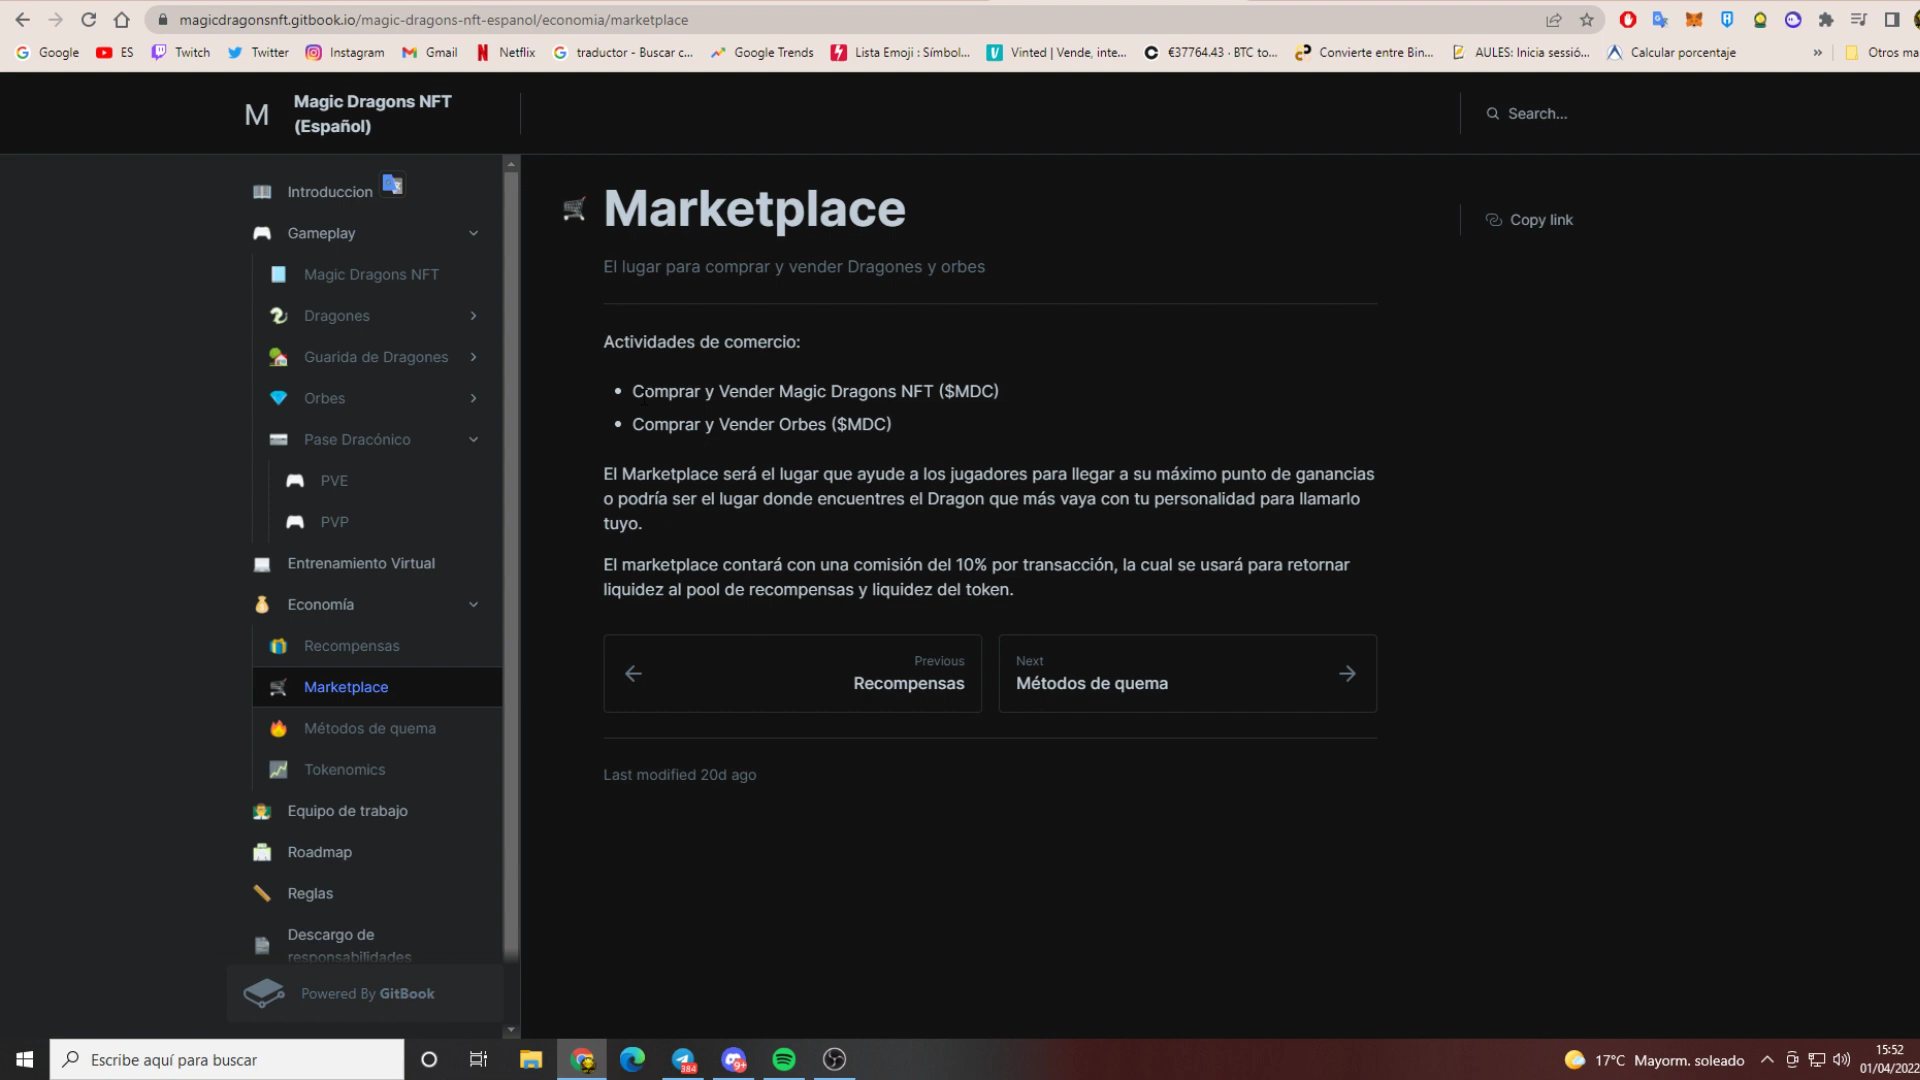 magicdragonsnft.gitbook.io/magic-dragons-nft-espanol/economia/marketplace
Google
ES
Twitch
Twitter
Instagram
Gmail
Netflix
traductor - Buscar c...
Google Trends
Lista Emoji : Símbol...
Vinted | Vende, inte...
€37764.43 · BTC to...
Convierte entre Bin...
AULES: Inicia sessió...
Calcular porcentaje
»
Otros ma
M
Magic Dragons NFT
(Español)
Search...
Introduccion
Gameplay
Magic Dragons NFT
Dragones
Guarida de Dragones
Orbes
Pase Dracónico
PVE
PVP
Entrenamiento Virtual
Economía
Recompensas
Marketplace
Métodos de quema
Tokenomics
Equipo de trabajo
Roadmap
Reglas
Descargo de
responsabilidades
Powered By GitBook
Marketplace
Copy link
El lugar para comprar y vender Dragones y orbes
Actividades de comercio:
• Comprar y Vender Magic Dragons NFT ($MDC)
• Comprar y Vender Orbes ($MDC)
El Marketplace será el lugar que ayude a los jugadores para llegar a su máximo punto de ganancias
o podría ser el lugar donde encuentres el Dragon que más vaya con tu personalidad para llamarlo
tuyo.
El marketplace contará con una comisión del 10% por transacción, la cual se usará para retornar
liquidez al pool de recompensas y liquidez del token.
Previous
Recompensas
Next
Métodos de quema
Last modified 20d ago
Escribe aquí para buscar
384
9+
17°C Mayorm. soleado
15:52
01/04/2022